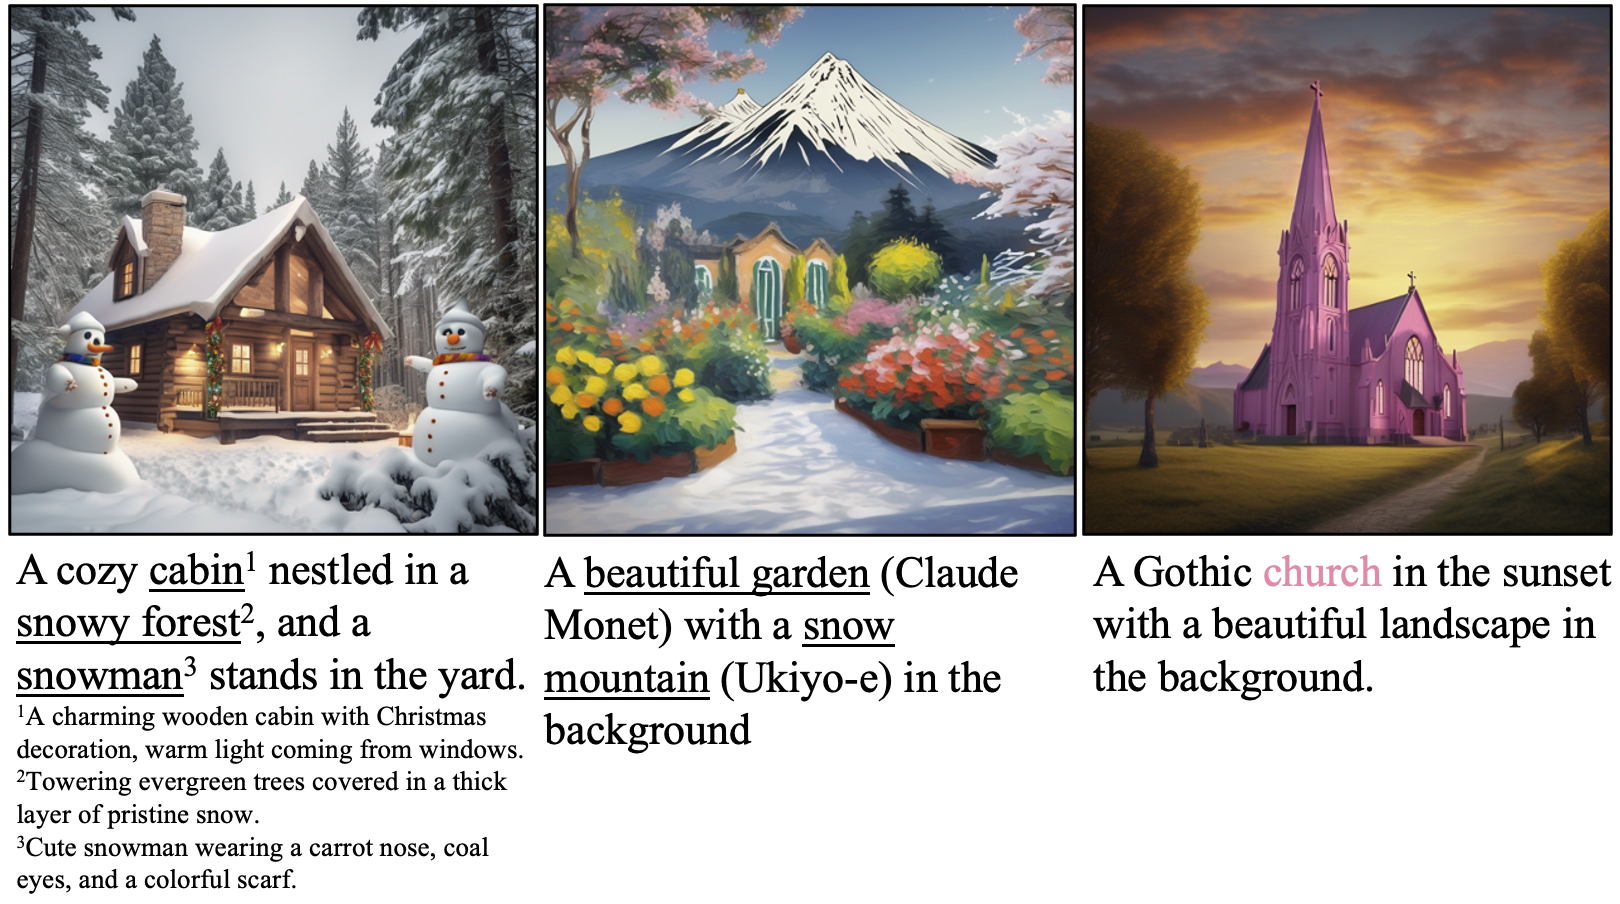 A cozy cabin¹ nestled in a
snowy forest², and a
snowman³ stands in the yard.
¹A charming wooden cabin with Christmas
decoration, warm light coming from windows.
²Towering evergreen trees covered in a thick
layer of pristine snow.
³Cute snowman wearing a carrot nose, coal
eyes, and a colorful scarf.
A beautiful garden (Claude
Monet) with a snow
mountain (Ukiyo-e) in the
background
A Gothic church in the sunset
with a beautiful landscape in
the background.